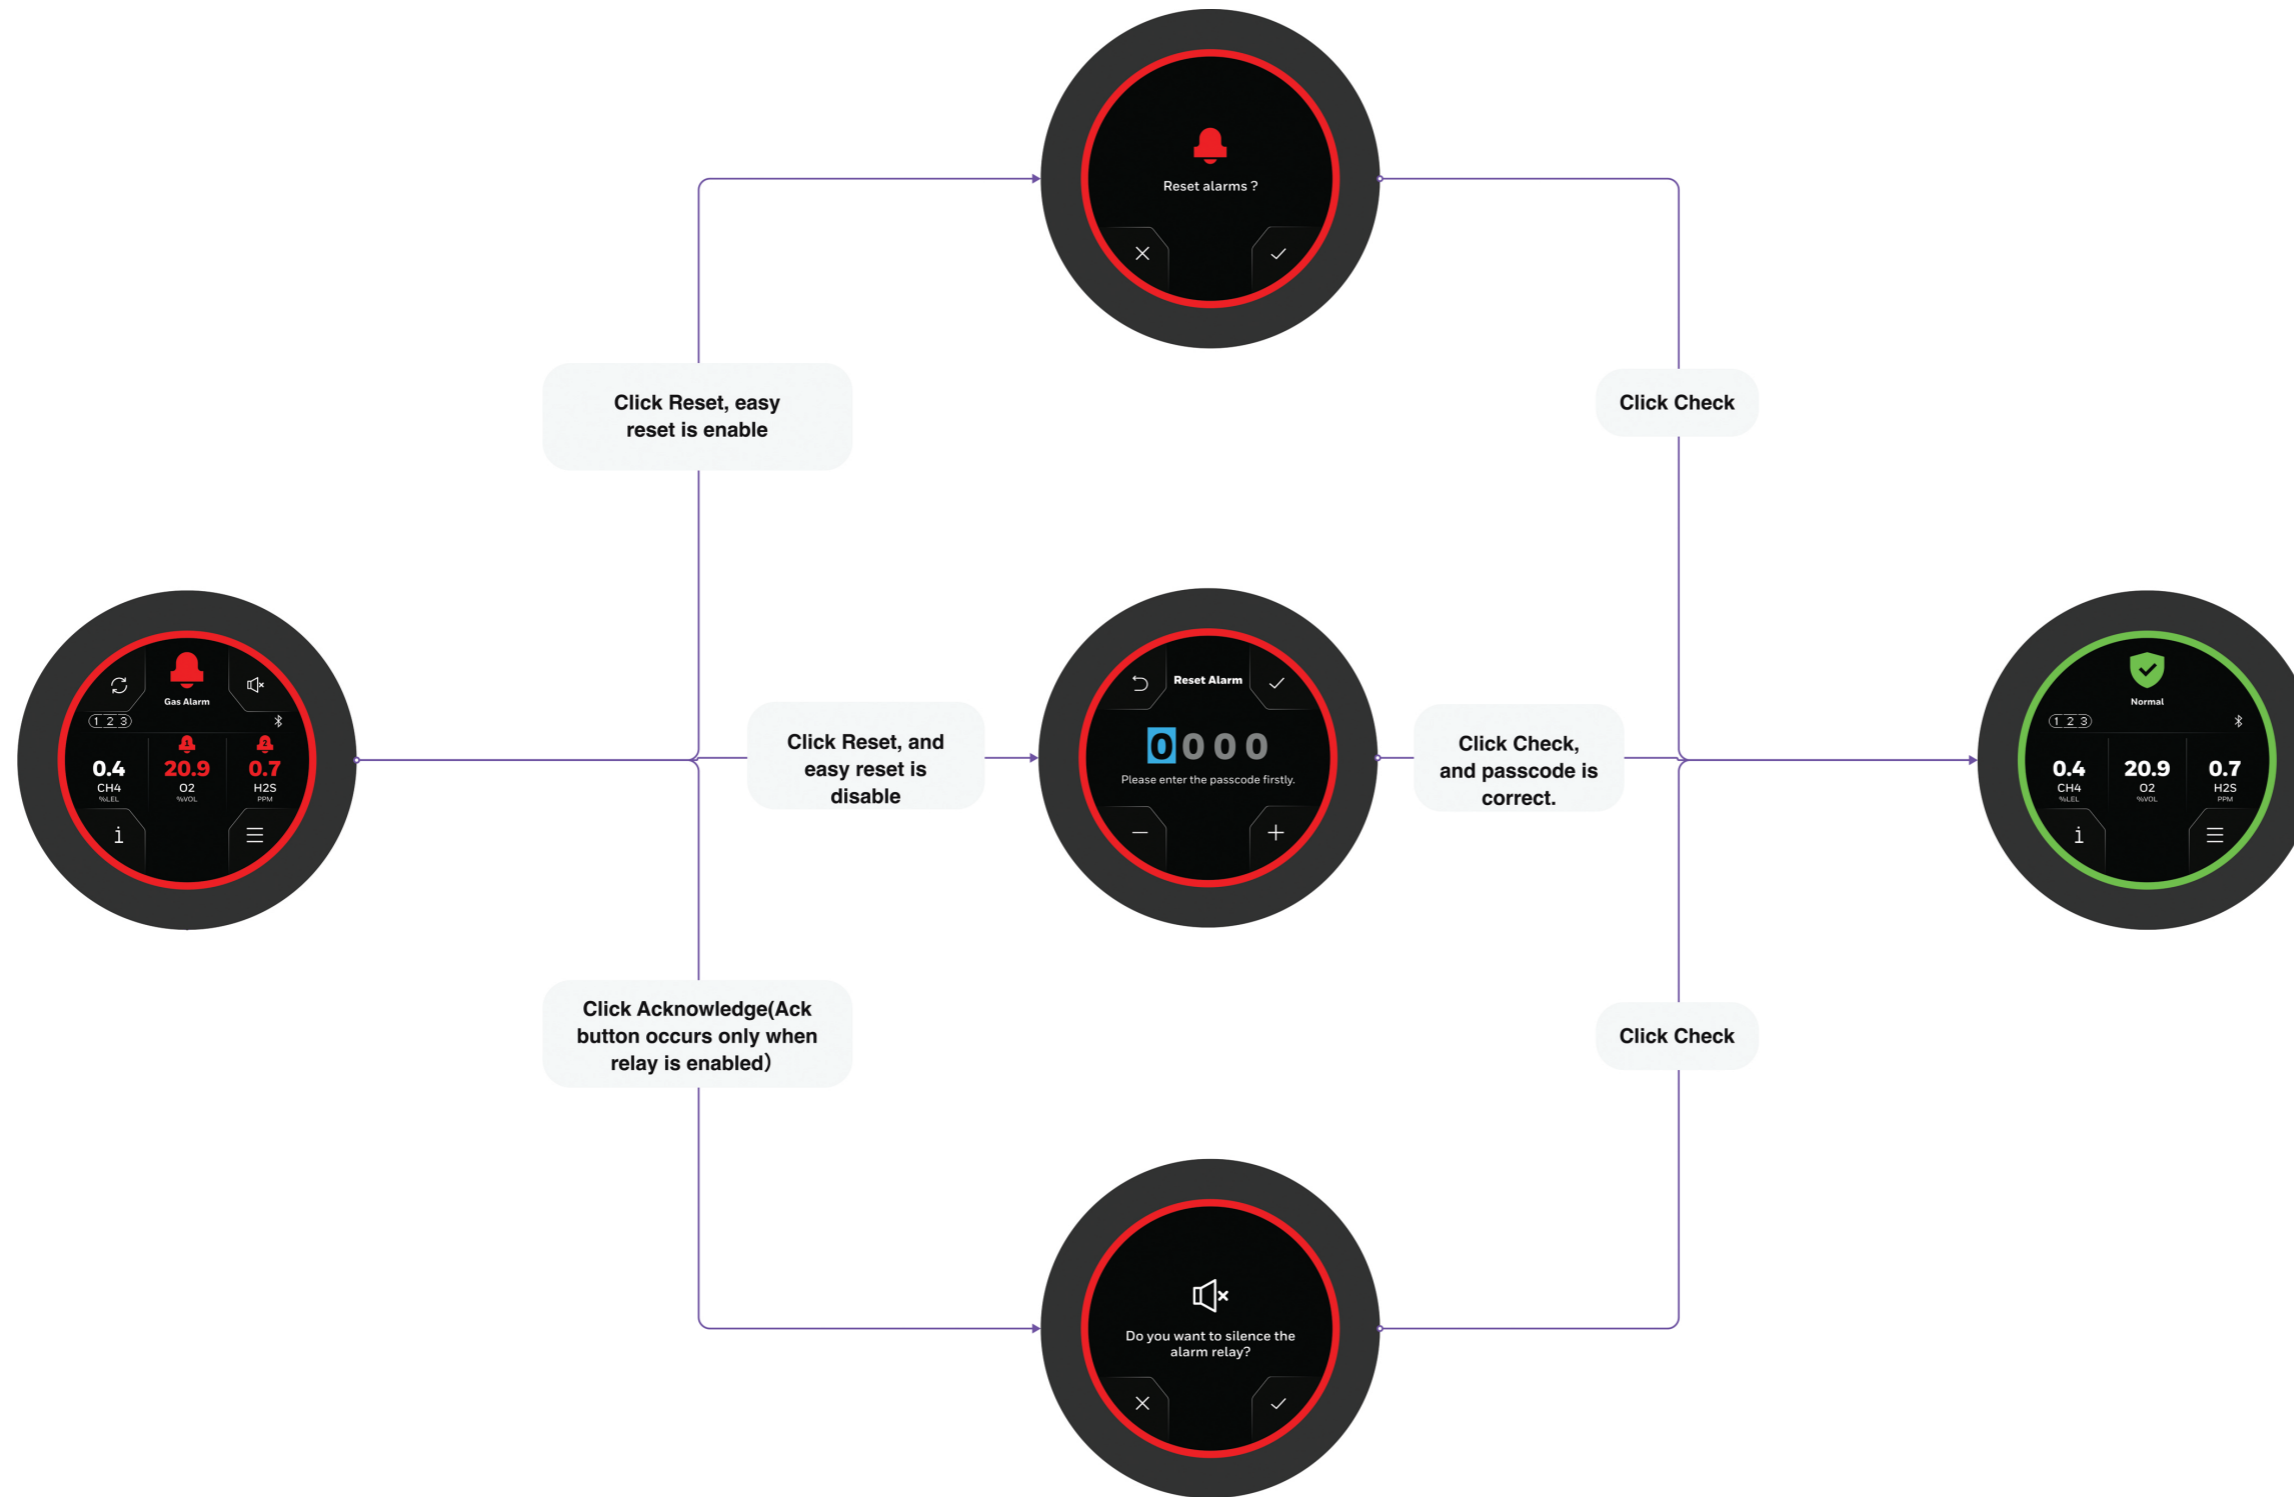 Reset alarms ?
Click Reset, easy
reset is enable
Click Check
Gas Alarm
1 2 3
1
2
0.4
20.9
0.7
CH4
O2
H2S
%LEL
%VOL
PPM
i
Click Reset, and
easy reset is
disable
Reset Alarm
0000
Please enter the passcode firstly.
Click Check,
and passcode is
correct.
Normal
1 2 3
0.4
20.9
0.7
CH4
O2
H2S
%LEL
%VOL
PPM
i
Click Acknowledge(Ack
button occurs only when
relay is enabled）
Click Check
Do you want to silence the
alarm relay?